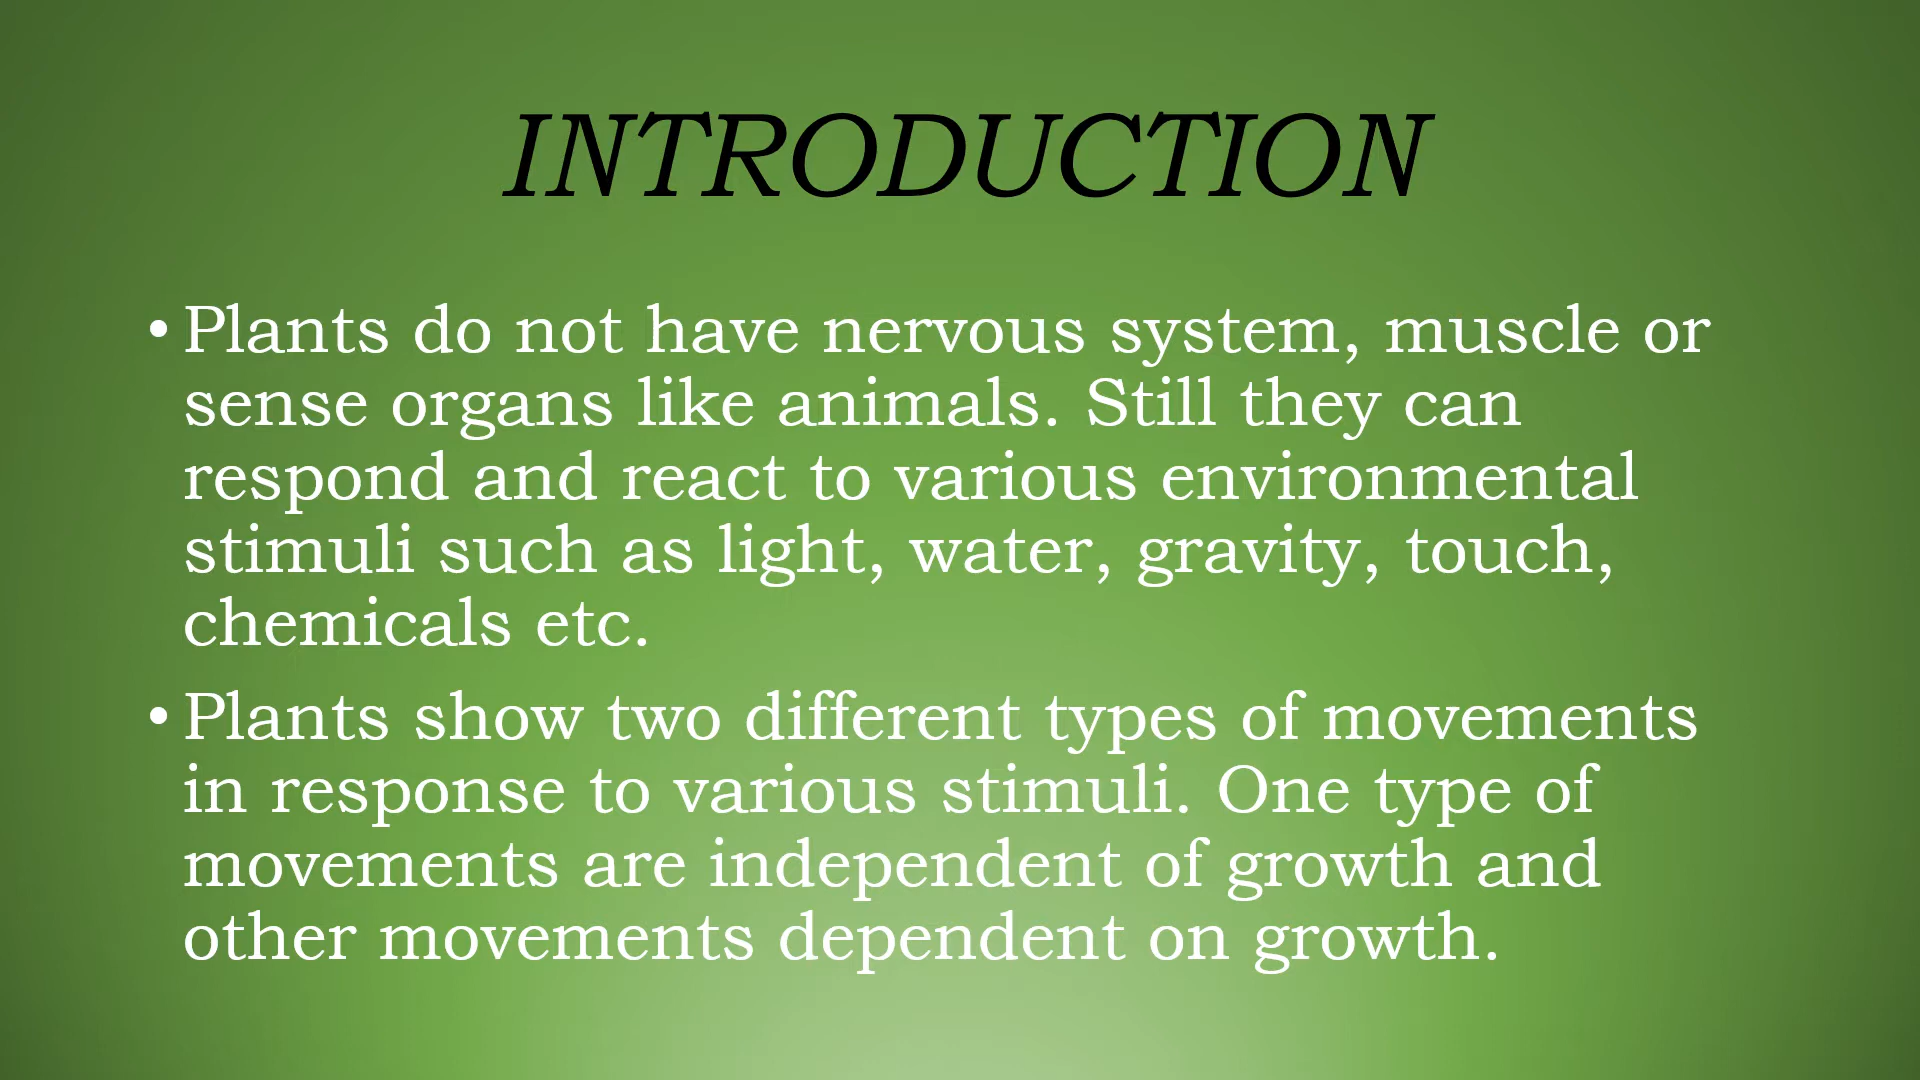 INTRODUCTION
• Plants do not have nervous system, muscle or
sense organs like animals. Still they can
respond and react to various environmental
stimuli such as light, water, gravity, touch,
chemicals etc.
• Plants show two different types of movements
in response to various stimuli. One type of
movements are independent of growth and
other movements dependent on growth.